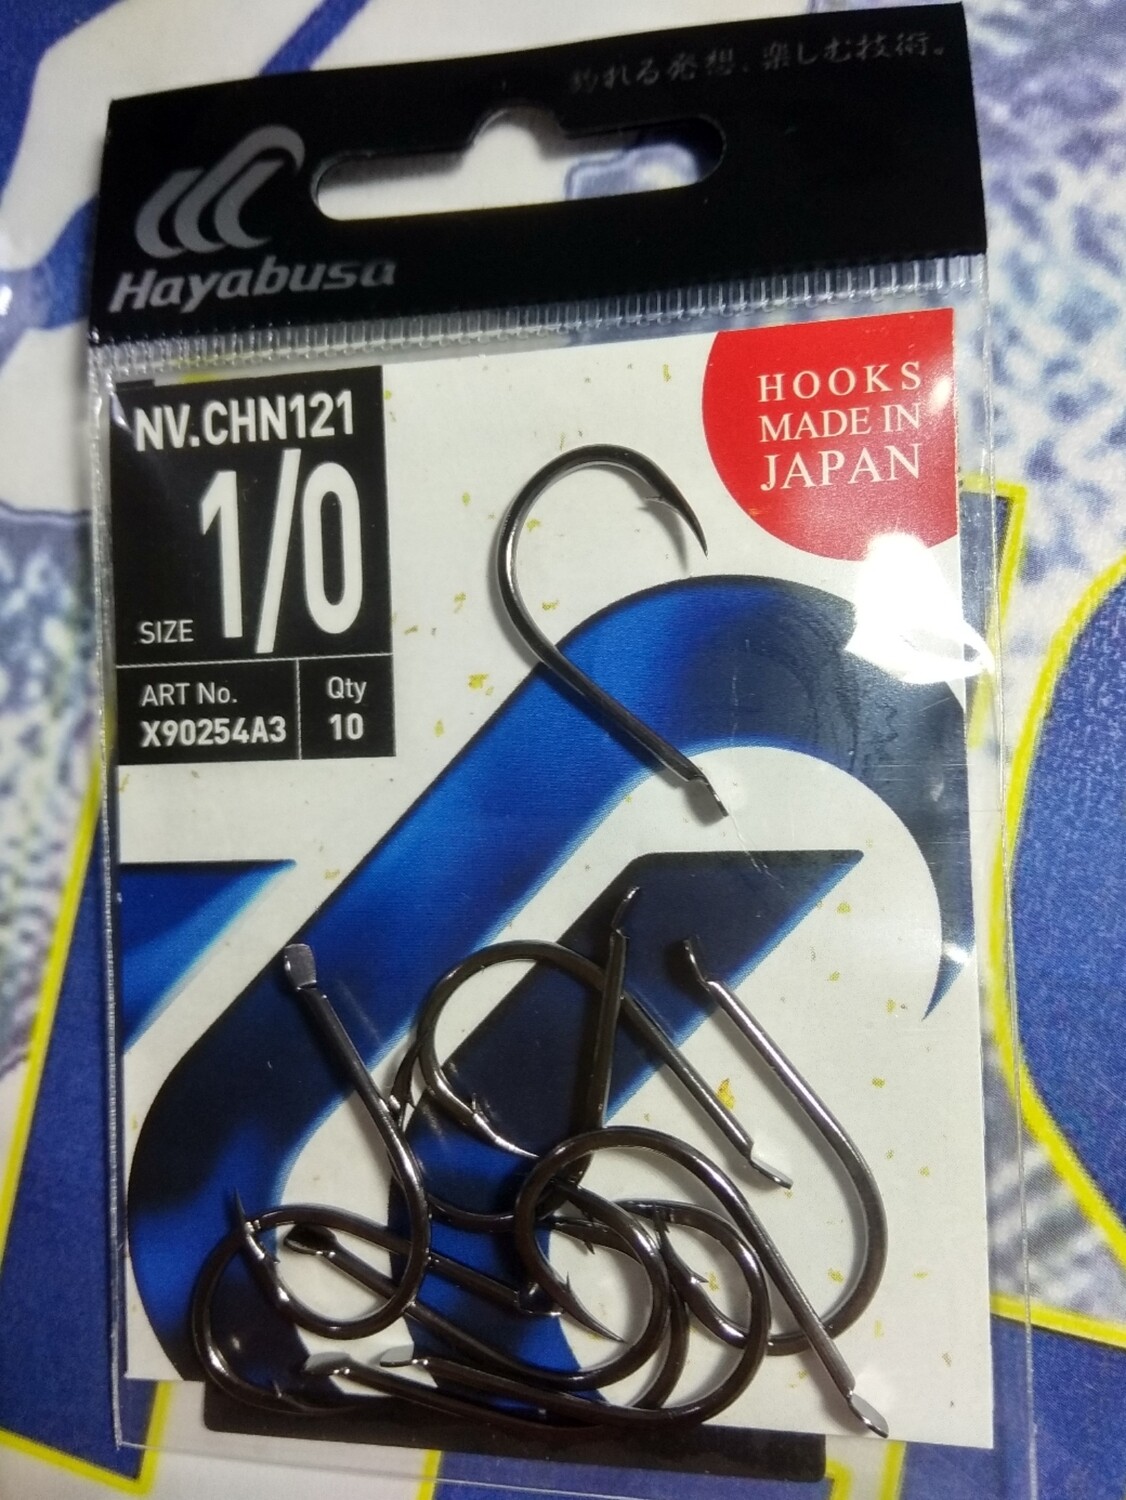 釣れる発想、楽しむ技術。
Hayabusa
HOOKS
MADE IN
JAPAN
NV.CHN121
SIZE 1/0
ART No.
X90254A3
Qty
10